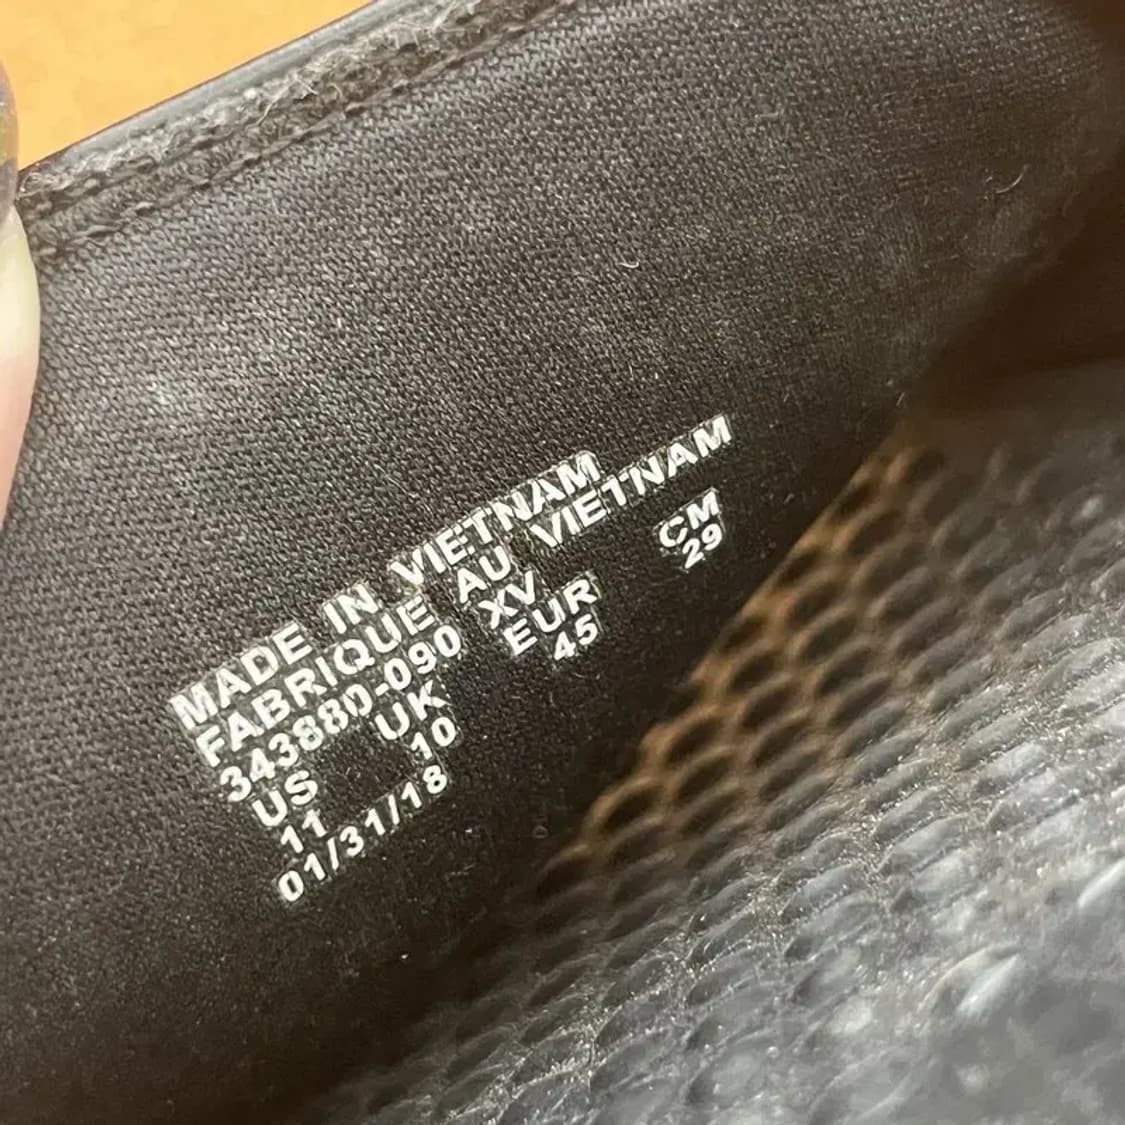 MADE IN VIETNAM
FABRIQUE AU VIETNAM
343880-090 XV
US UK EUR CM
11 10 45 29
01/31/18